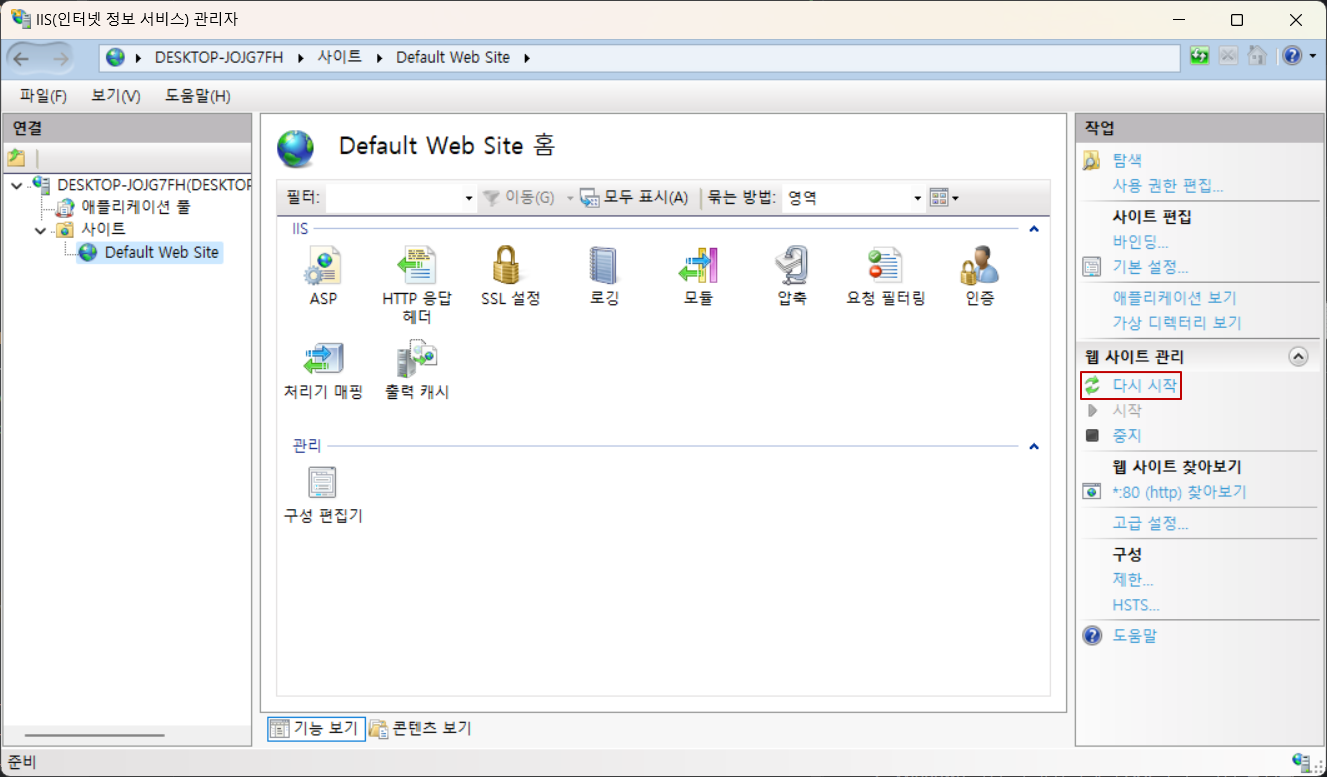 IIS(인터넷 정보 서비스) 관리자
DESKTOP-JOJG7FH 사이트 Default Web Site
파일(F) 보기(V) 도움말(H)
연결
DESKTOP-JOJG7FH(DESKTOP
애플리케이션 풀
사이트
Default Web Site
Default Web Site 홈
필터: 이동(G) 모두 표시(A) 묶는 방법: 영역
IIS
ASP HTTP 응답 헤더 SSL 설정 로깅 모듈 압축 요청 필터링 인증
처리기 매핑 출력 캐시
관리
구성 편집기
기능 보기 콘텐츠 보기
작업
탐색
사용 권한 편집...
사이트 편집
바인딩...
기본 설정...
애플리케이션 보기
가상 디렉터리 보기
웹 사이트 관리
다시 시작
시작
중지
웹 사이트 찾아보기
*:80 (http) 찾아보기
고급 설정...
구성
제한...
HSTS...
도움말
준비